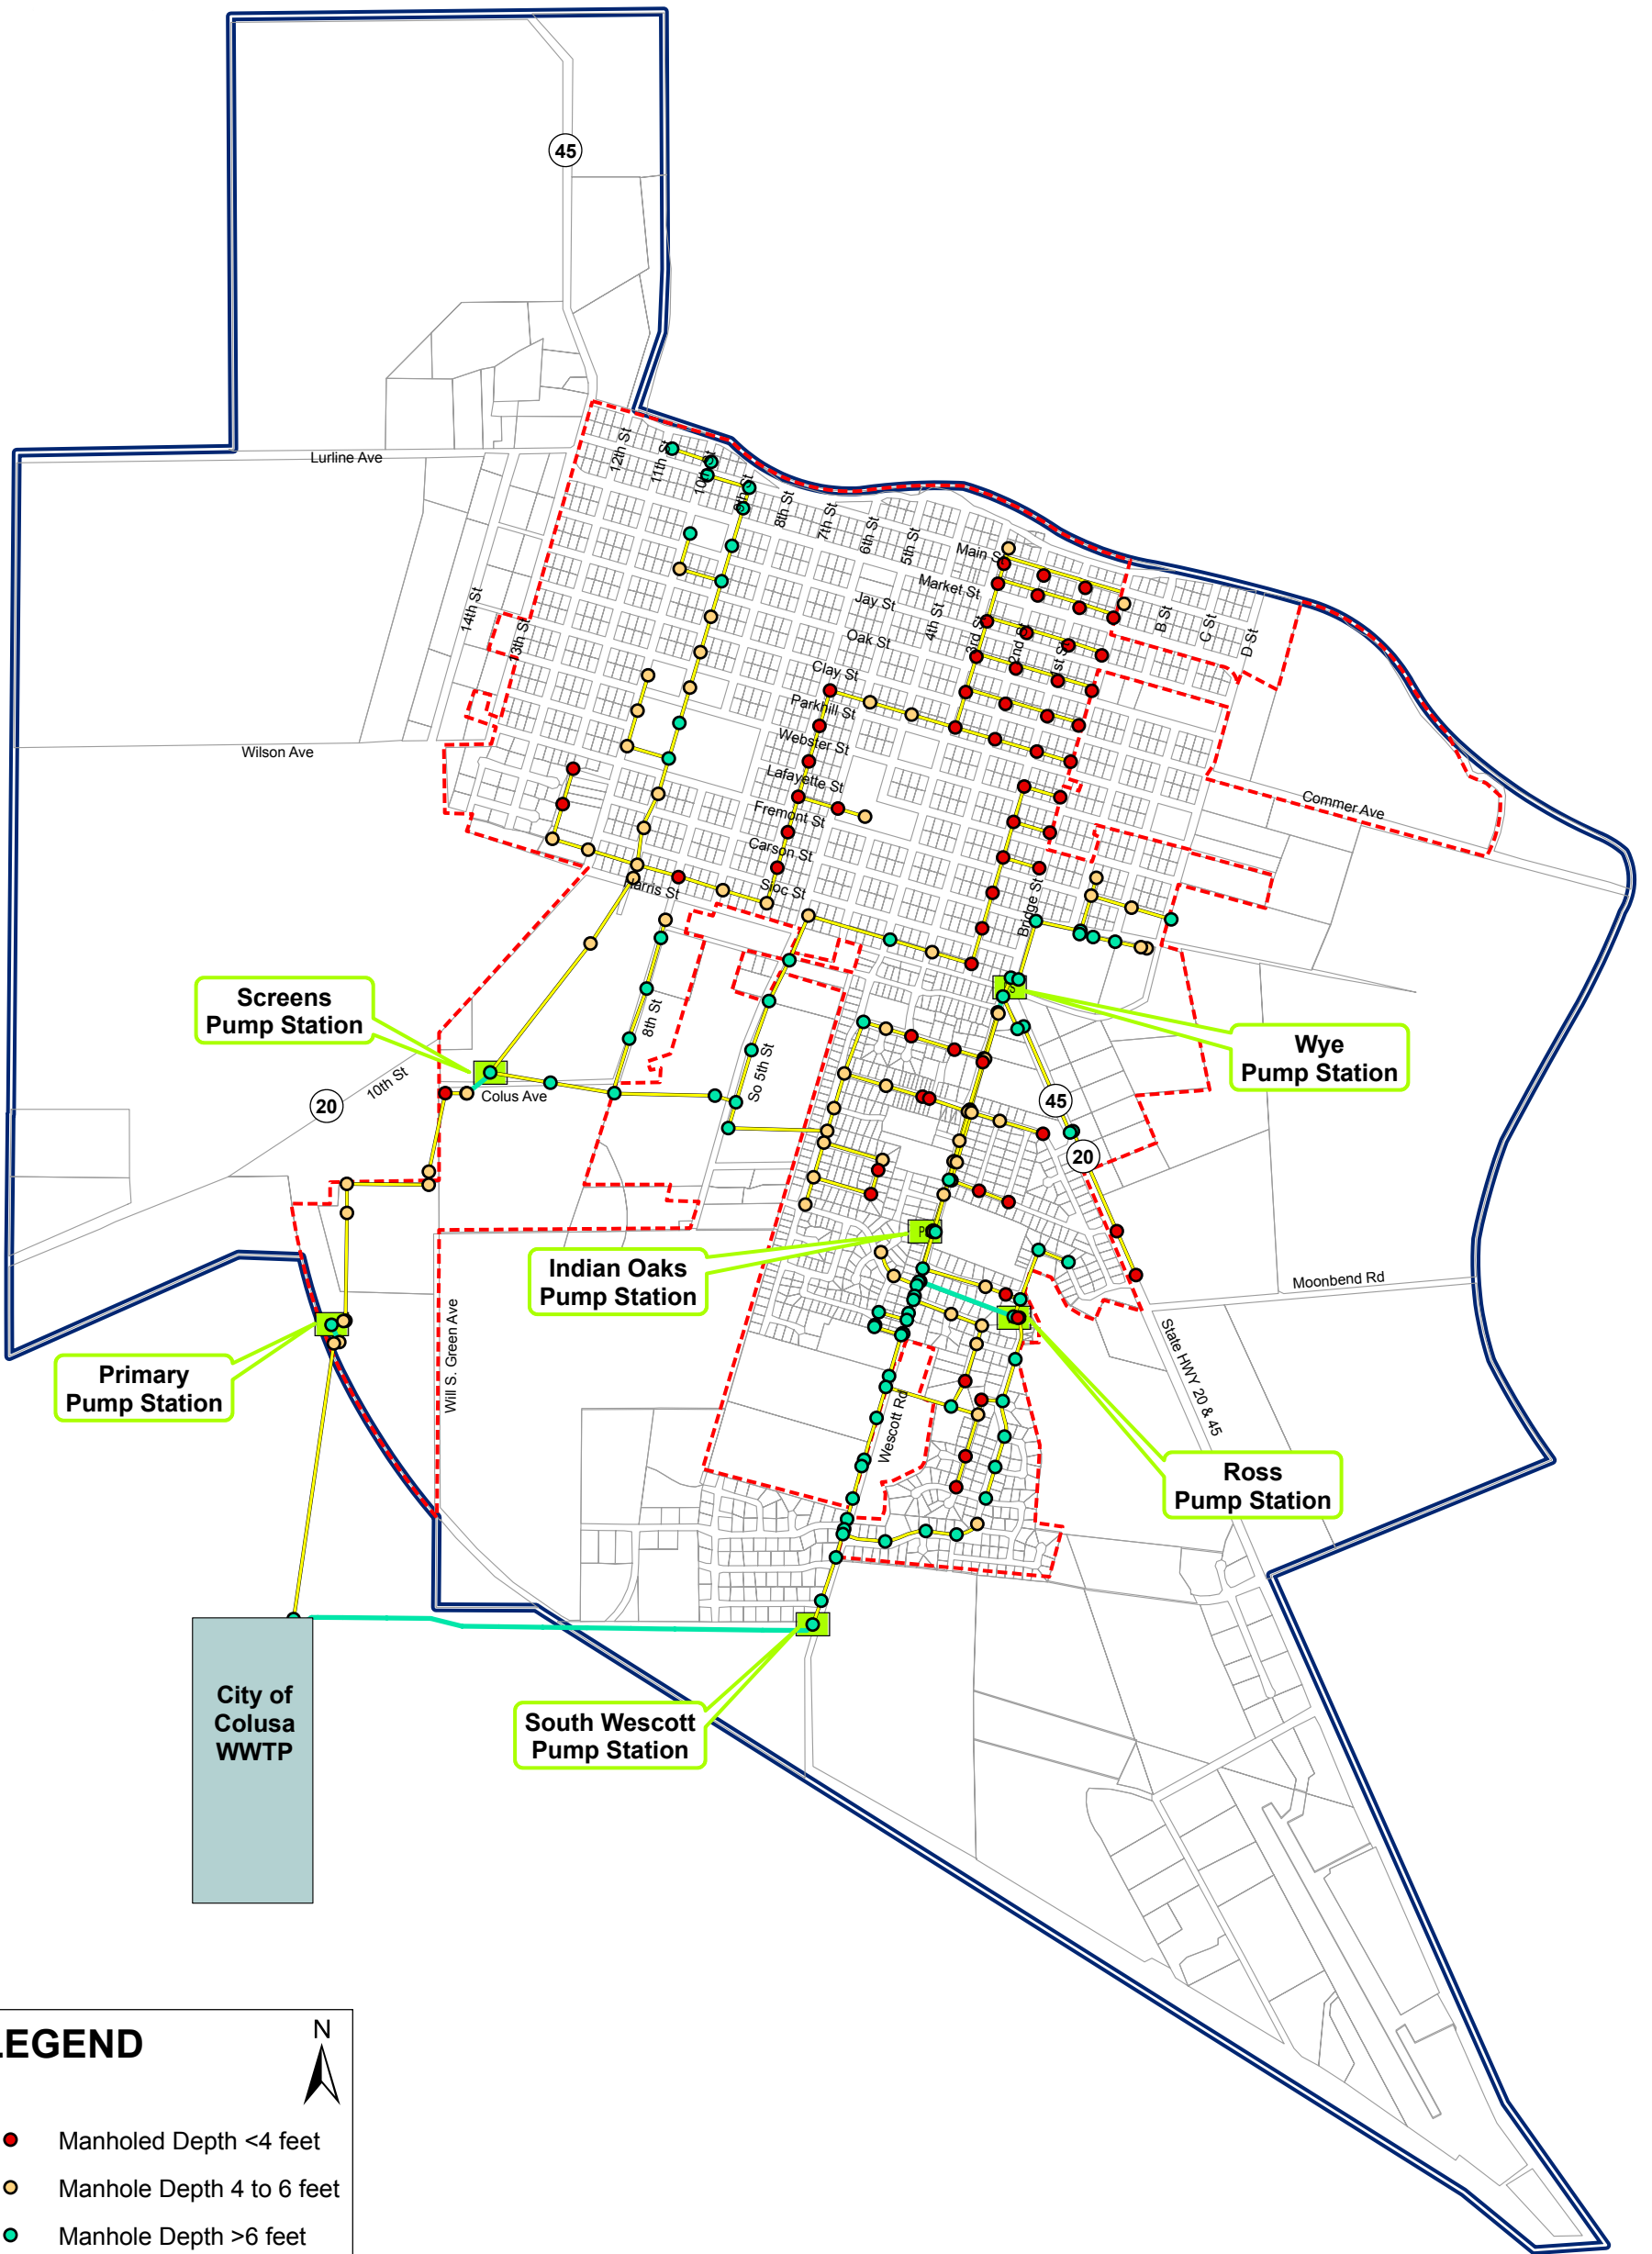 45
Lurline Ave
12th St
11th St
8th St
7th St
6th St
5th St
Main St
Market St
Jay St
4th St
Oak St
3rd St
B St
C St
D St
14th St
13th St
Clay St
Parkhill St
Wilson Ave
Webster St
Lafayette St
Fremont St
Commer Ave
Carson St
Sioc St
Bridge St
Screens
Pump Station
8th St
So 5th St
Wye
Pump Station
20
10th St
Colus Ave
45
20
Indian Oaks
Pump Station
Moonbend Rd
Will S. Green Ave
State HWY 20 & 45
Primary
Pump Station
Wescott Rd
Ross
Pump Station
City of
Colusa
WWTP
South Wescott
Pump Station
N
Manholed Depth <4 feet
Manhole Depth 4 to 6 feet
Manhole Depth >6 feet